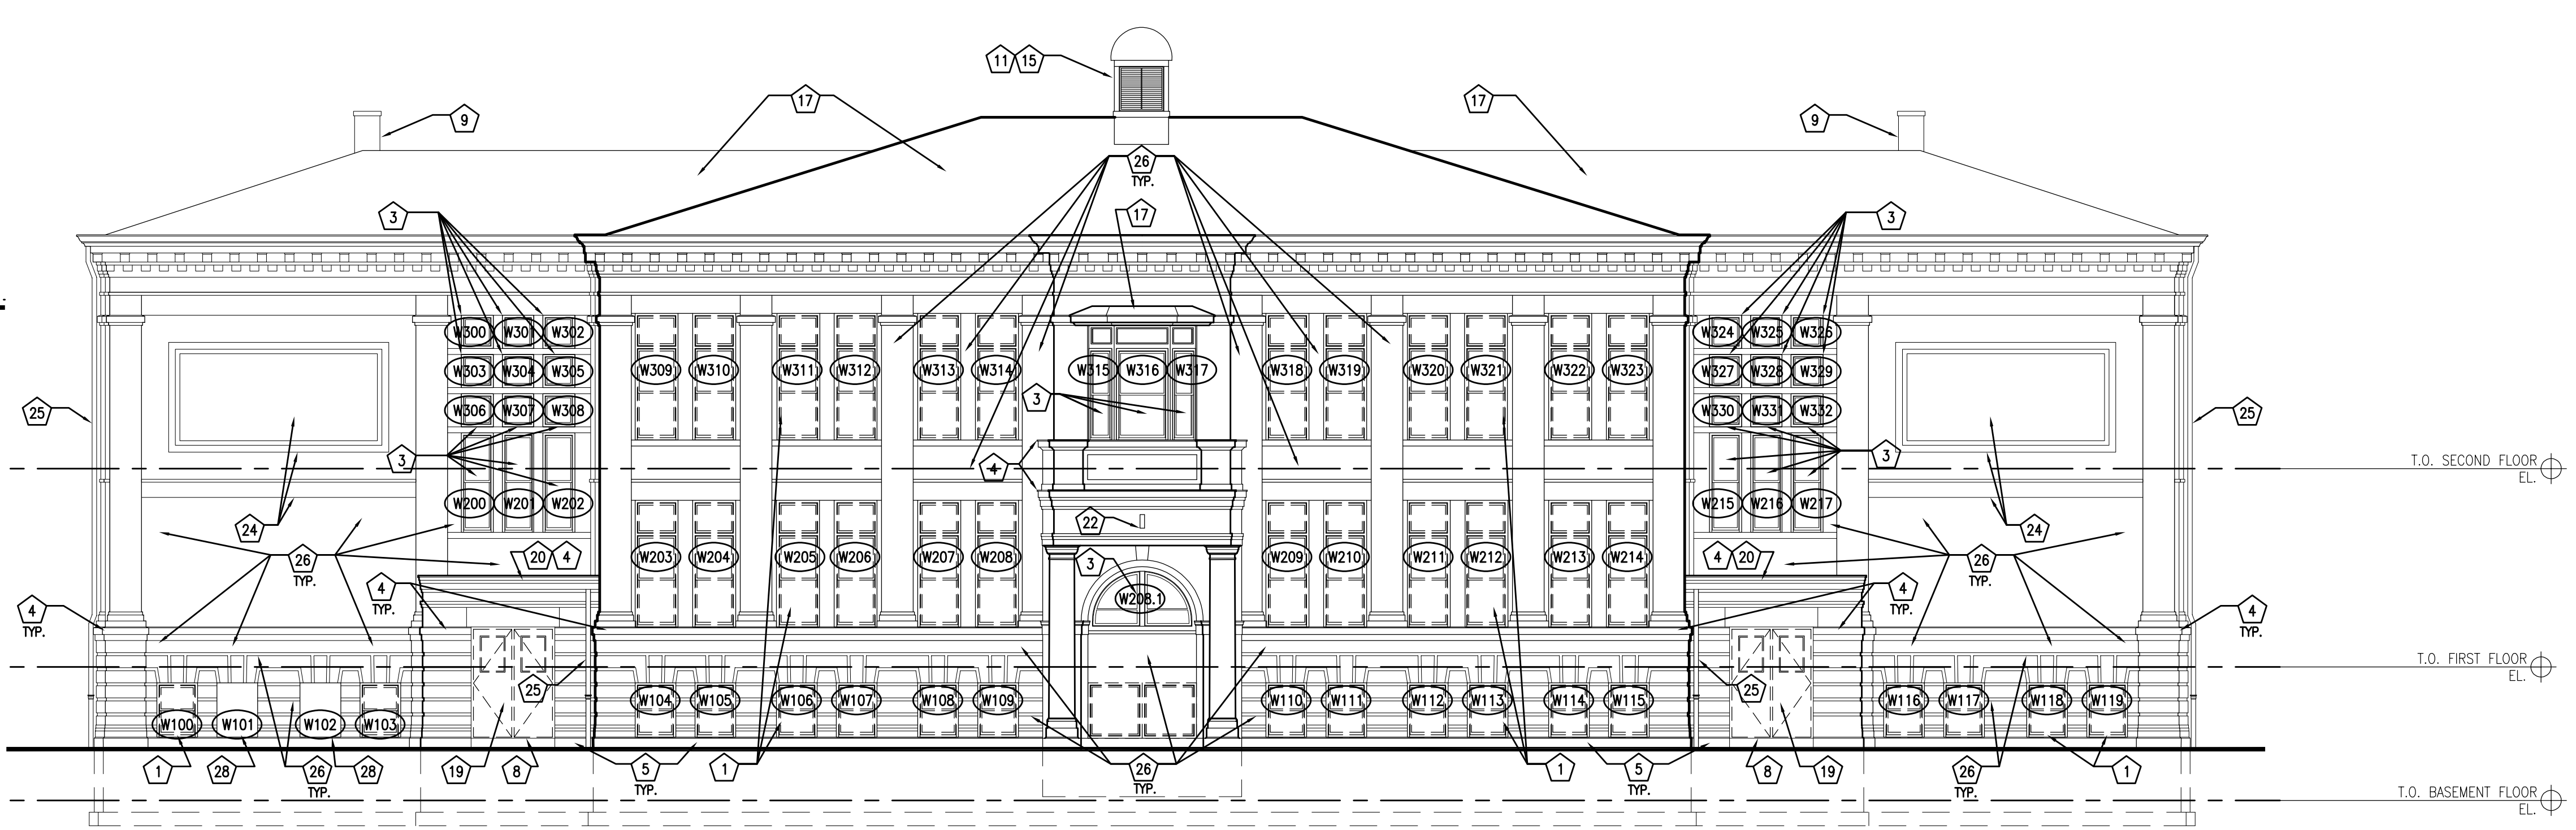 11 15
17
17
9
9
26
TYP.
3
17
3
W300 W301 W302
W324 W325 W326
W303 W304 W305
W309 W310 W311 W312 W313 W314 W315 W316 W317 W318 W319 W320 W321 W322 W323
W327 W328 W329
25
W306 W307 W308
3
W330 W331 W332
25
3
4
3
T.O. SECOND FLOOR
EL.
W200 W201 W202
W215 W216 W217
24
22
24
26
TYP.
20 4
W203 W204 W205 W206 W207 W208
3
W209 W210 W211 W212 W213 W214
4 20
26
TYP.
4
TYP.
4
TYP.
W208.1
4
TYP.
4
TYP.
T.O. FIRST FLOOR
EL.
25
25
W100 W101 W102 W103
W104 W105 W106 W107 W108 W109
W110 W111 W112 W113 W114 W115
W116 W117 W118 W119
1 28 26 28 19 8 5 1 26 1 5 8 19 26 1
TYP. TYP. TYP. TYP. TYP.
T.O. BASEMENT FLOOR
EL.